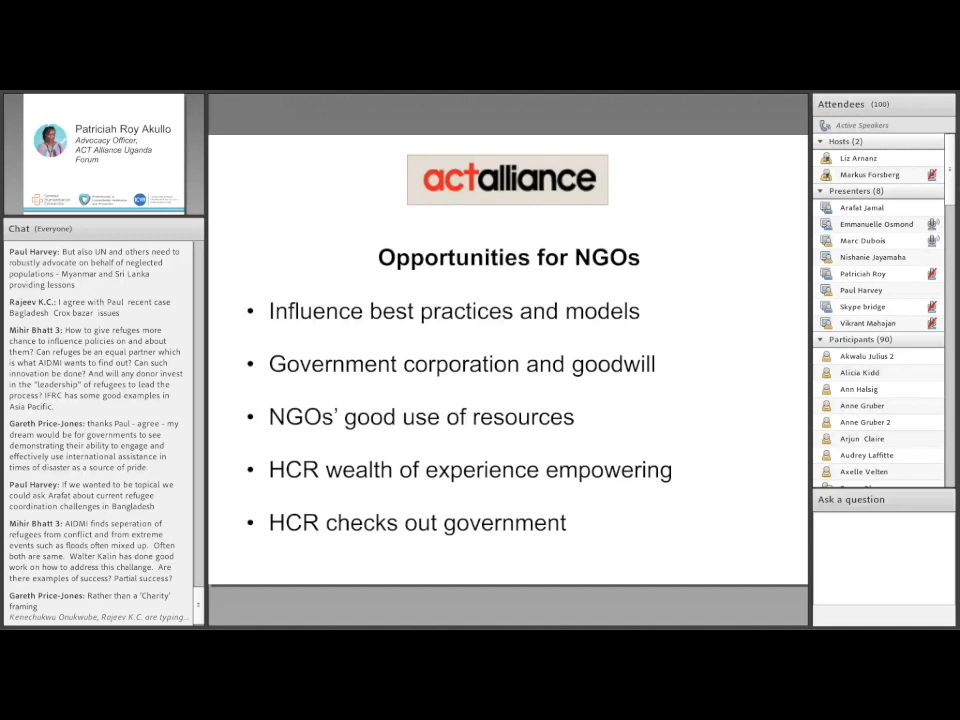 Patriciah Roy Akullo
Advocacy Officer,
ACT Alliance Uganda
Forum
Chat (Everyone)
Paul Harvey: But also UN and others need to
robustly advocate on behalf of neglected
populations - Myanmar and Sri Lanka
providing lessons
Rajeev K.C.: I agree with Paul recent case
Bagladesh Crox bazar issues
Mihir Bhatt 3: How to give refuges more
chance to influence policies on and about
them? Can refuges be an equal partner which
is what AIDMI wants to find out? Can such
innovation be done? And will any donor invest
in the "leadership" of refugees to lead the
process? IFRC has some good examples in
Asia Pacific.
Gareth Price-Jones: thanks Paul - agree - my
dream would be for governments to see
demonstrating their ability to engage and
effectively use international assistance in
times of disaster as a source of pride.
Paul Harvey: If we wanted to be topical we
could ask Arafat about current refugee
coordination challenges in Bangladesh
Mihir Bhatt 3: AIDMI finds seperation of
refugees from conflict and from extreme
events such as floods often mixed up. Often
both are same. Walter Kalin has done good
work on how to address this challange. Are
there examples of success? Partial success?
Gareth Price-Jones: Rather than a 'Charity'
framing
Kenechukwu Onukwube, Rajeev K.C. are typing...
actalliance
Opportunities for NGOs
• Influence best practices and models
• Government corporation and goodwill
• NGOs' good use of resources
• HCR wealth of experience empowering
• HCR checks out government
Attendees (100)
Active Speakers
Hosts (2)
Liz Arnanz
Markus Forsberg
Presenters (8)
Arafat Jamal
Emmanuelle Osmond
Marc Dubois
Nishanie Jayamaha
Patriciah Roy
Paul Harvey
Skype bridge
Vikrant Mahajan
Participants (90)
Akwalu Julius 2
Alicia Kidd
Ann Halsig
Anne Gruber
Anne Gruber 2
Arjun Claire
Audrey Laffitte
Axelle Velten
Ask a question